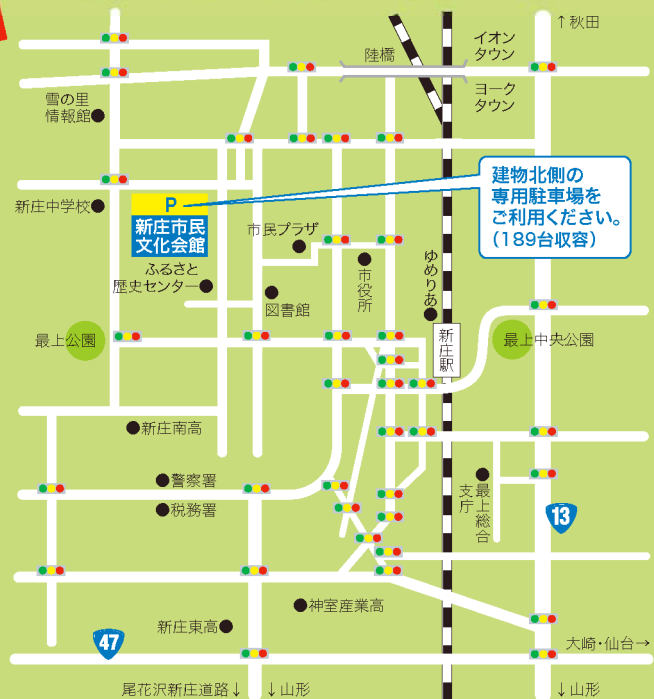 ↑秋田
イオン
タウン
陸橋
ヨーク
タウン
雪の里
情報館
建物北側の
専用駐車場を
ご利用ください。
(189台収容)
新庄中学校
P
新庄市民
文化会館
市民プラザ
ふるさと
歴史センター
市役所
ゆめりあ
図書館
新庄駅
最上公園
最上中央公園
新庄南高
警察署
税務署
最上総合
支庁
13
神室産業高
新庄東高
47
大崎・仙台→
尾花沢新庄道路↓
↓山形
↓山形